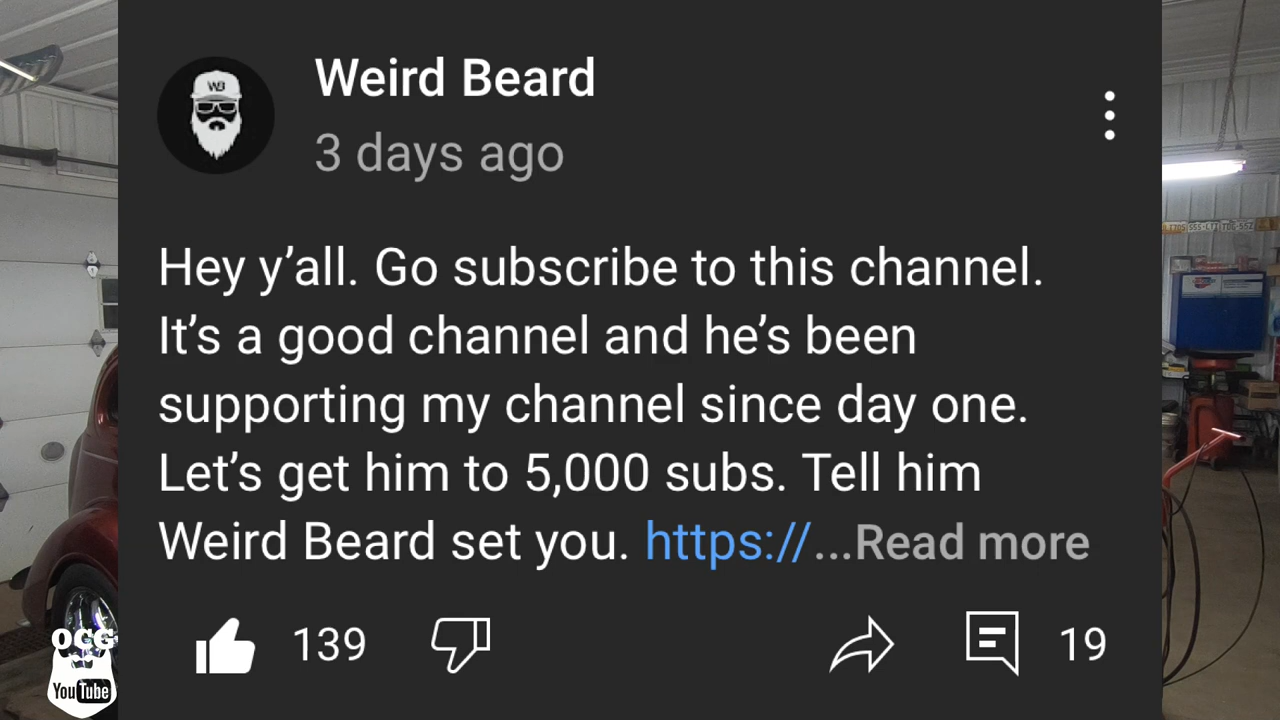 WB
Weird Beard
3 days ago
Hey y’all. Go subscribe to this channel.
It’s a good channel and he’s been
supporting my channel since day one.
Let’s get him to 5,000 subs. Tell him
Weird Beard set you. https://...Read more
139
19
OCG
YouTube